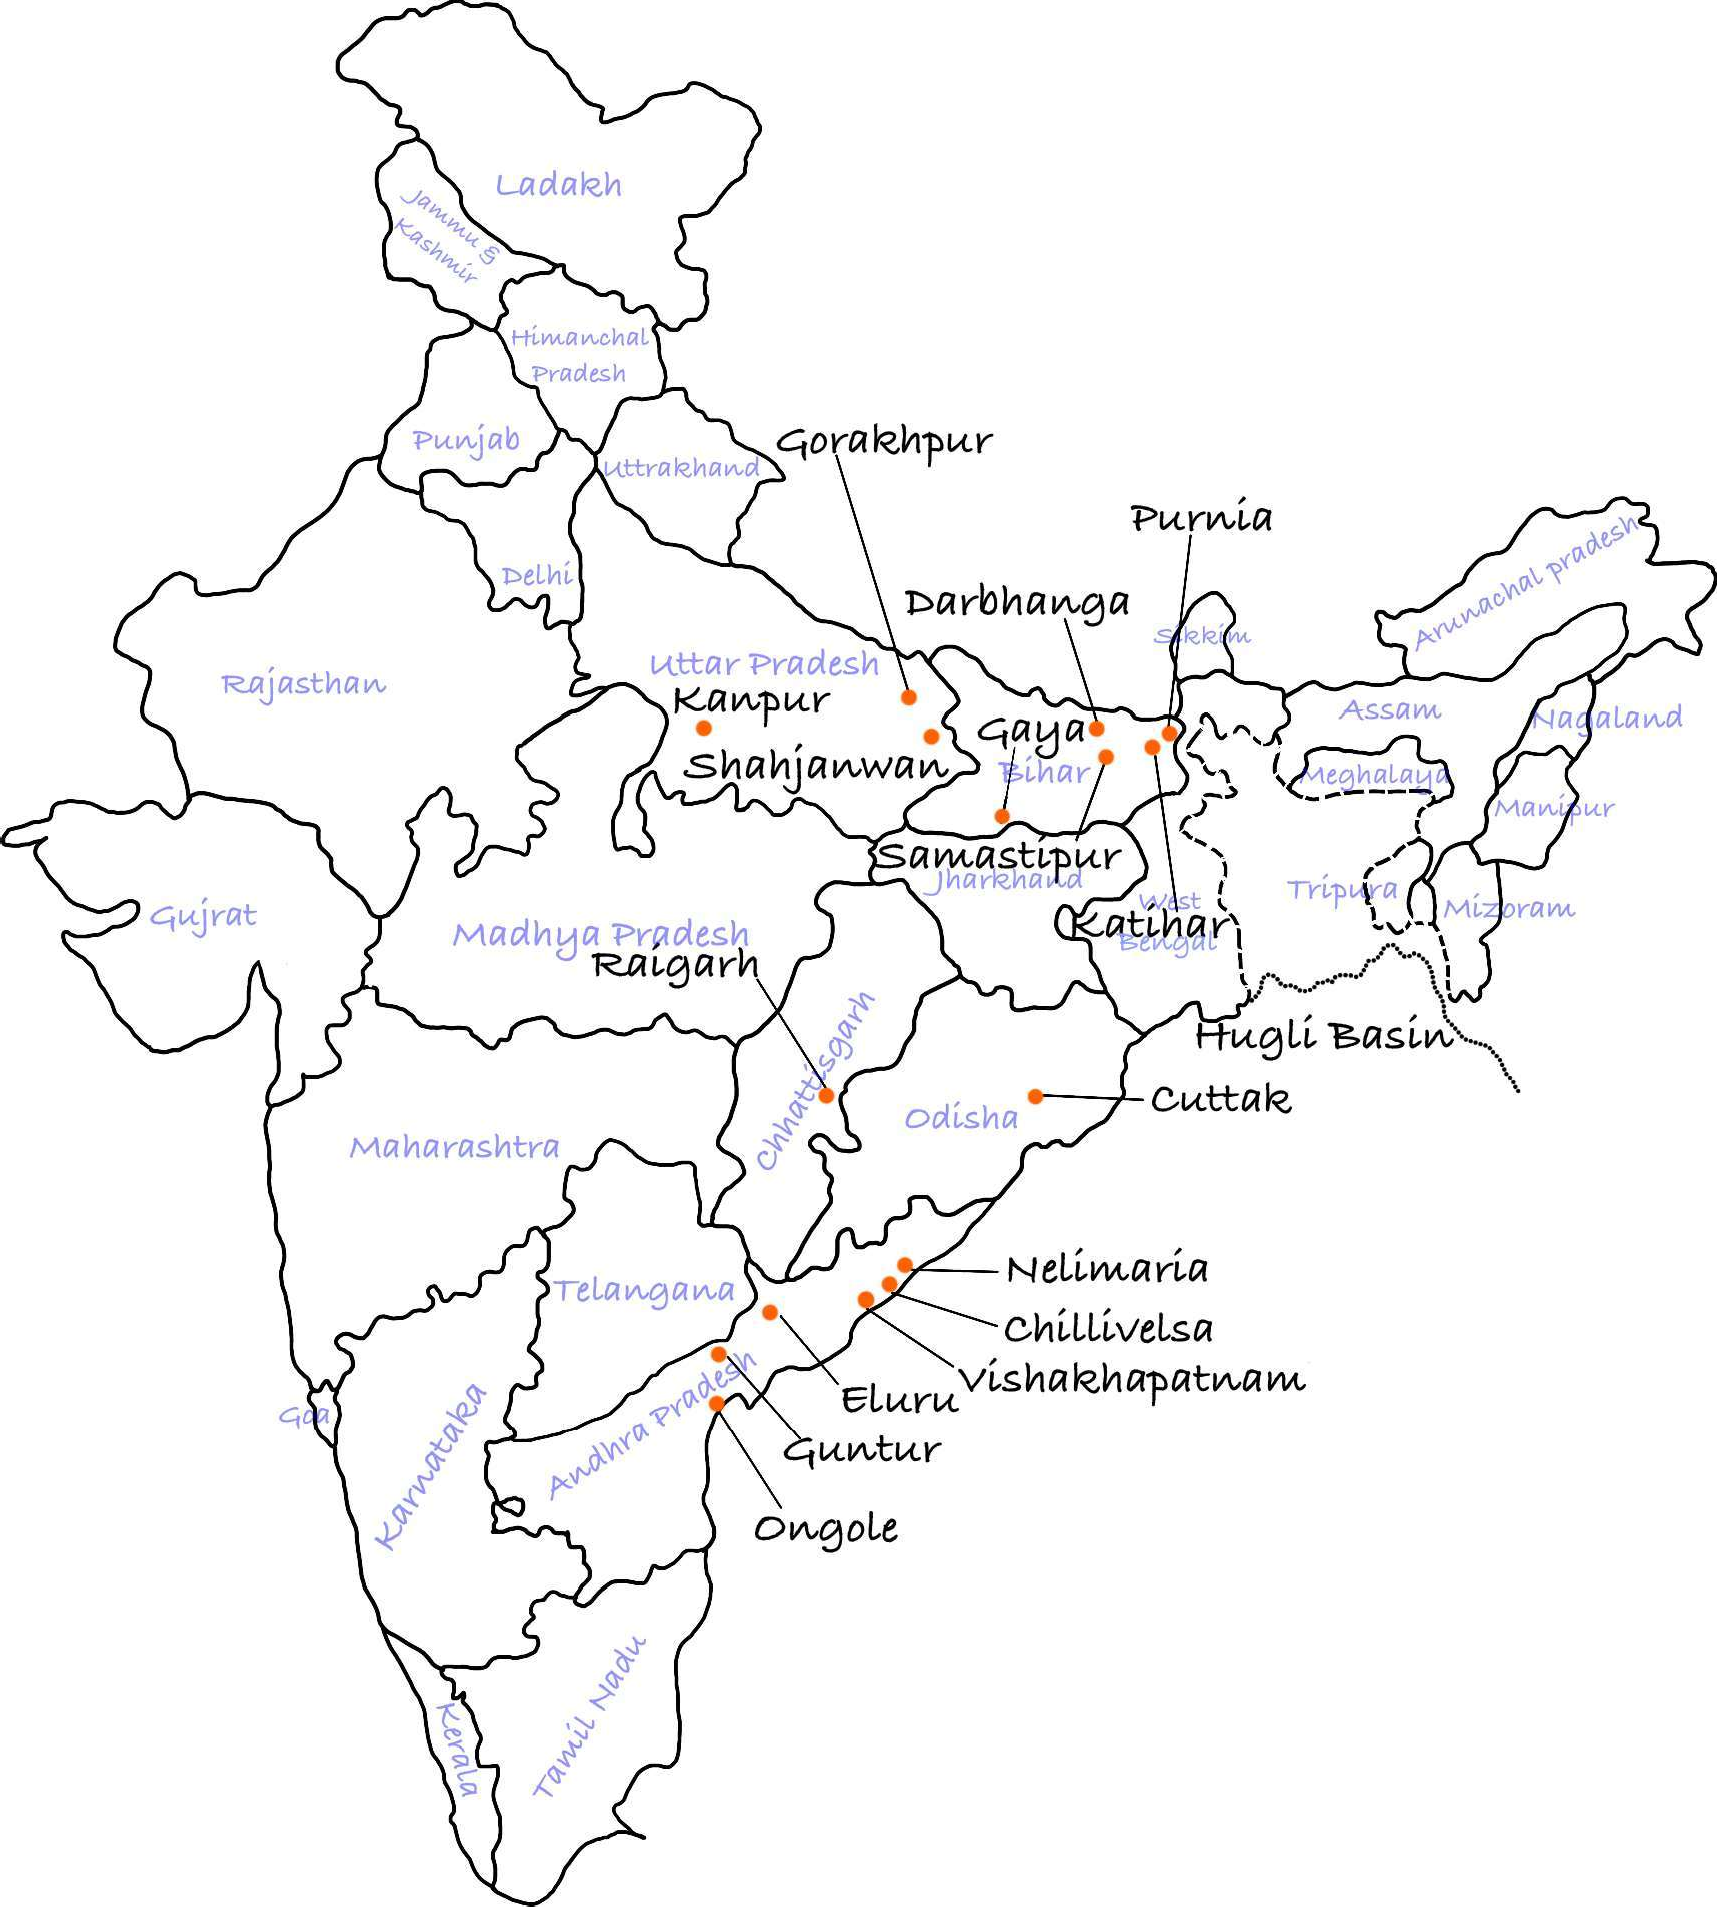 Ladakh
Jammu &
Kashmir
Himanchal
Pradesh
Punjab
Uttrakhand
Gorakhpur
Purnia
Delhi
Darbhanga
Arunachal pradesh
Sikkim
Uttar Pradesh
Rajasthan
Kanpur
Assam
Nagaland
Gaya
Shahjanwan
Bihar
Meghalaya
Manipur
Samastipur
Jharkhand
Tripura
West
Bengal
Mizoram
Gujrat
Katihar
Madhya Pradesh
Raigarh
Hugli Basin
Chhattisgarh
Cuttak
Odisha
Maharashtra
Nelimaria
Telangana
Chillivelsa
Vishakhapatnam
Eluru
Andhra Pradesh
Goa
Guntur
Karnataka
Ongole
Tamil Nadu
Kerala